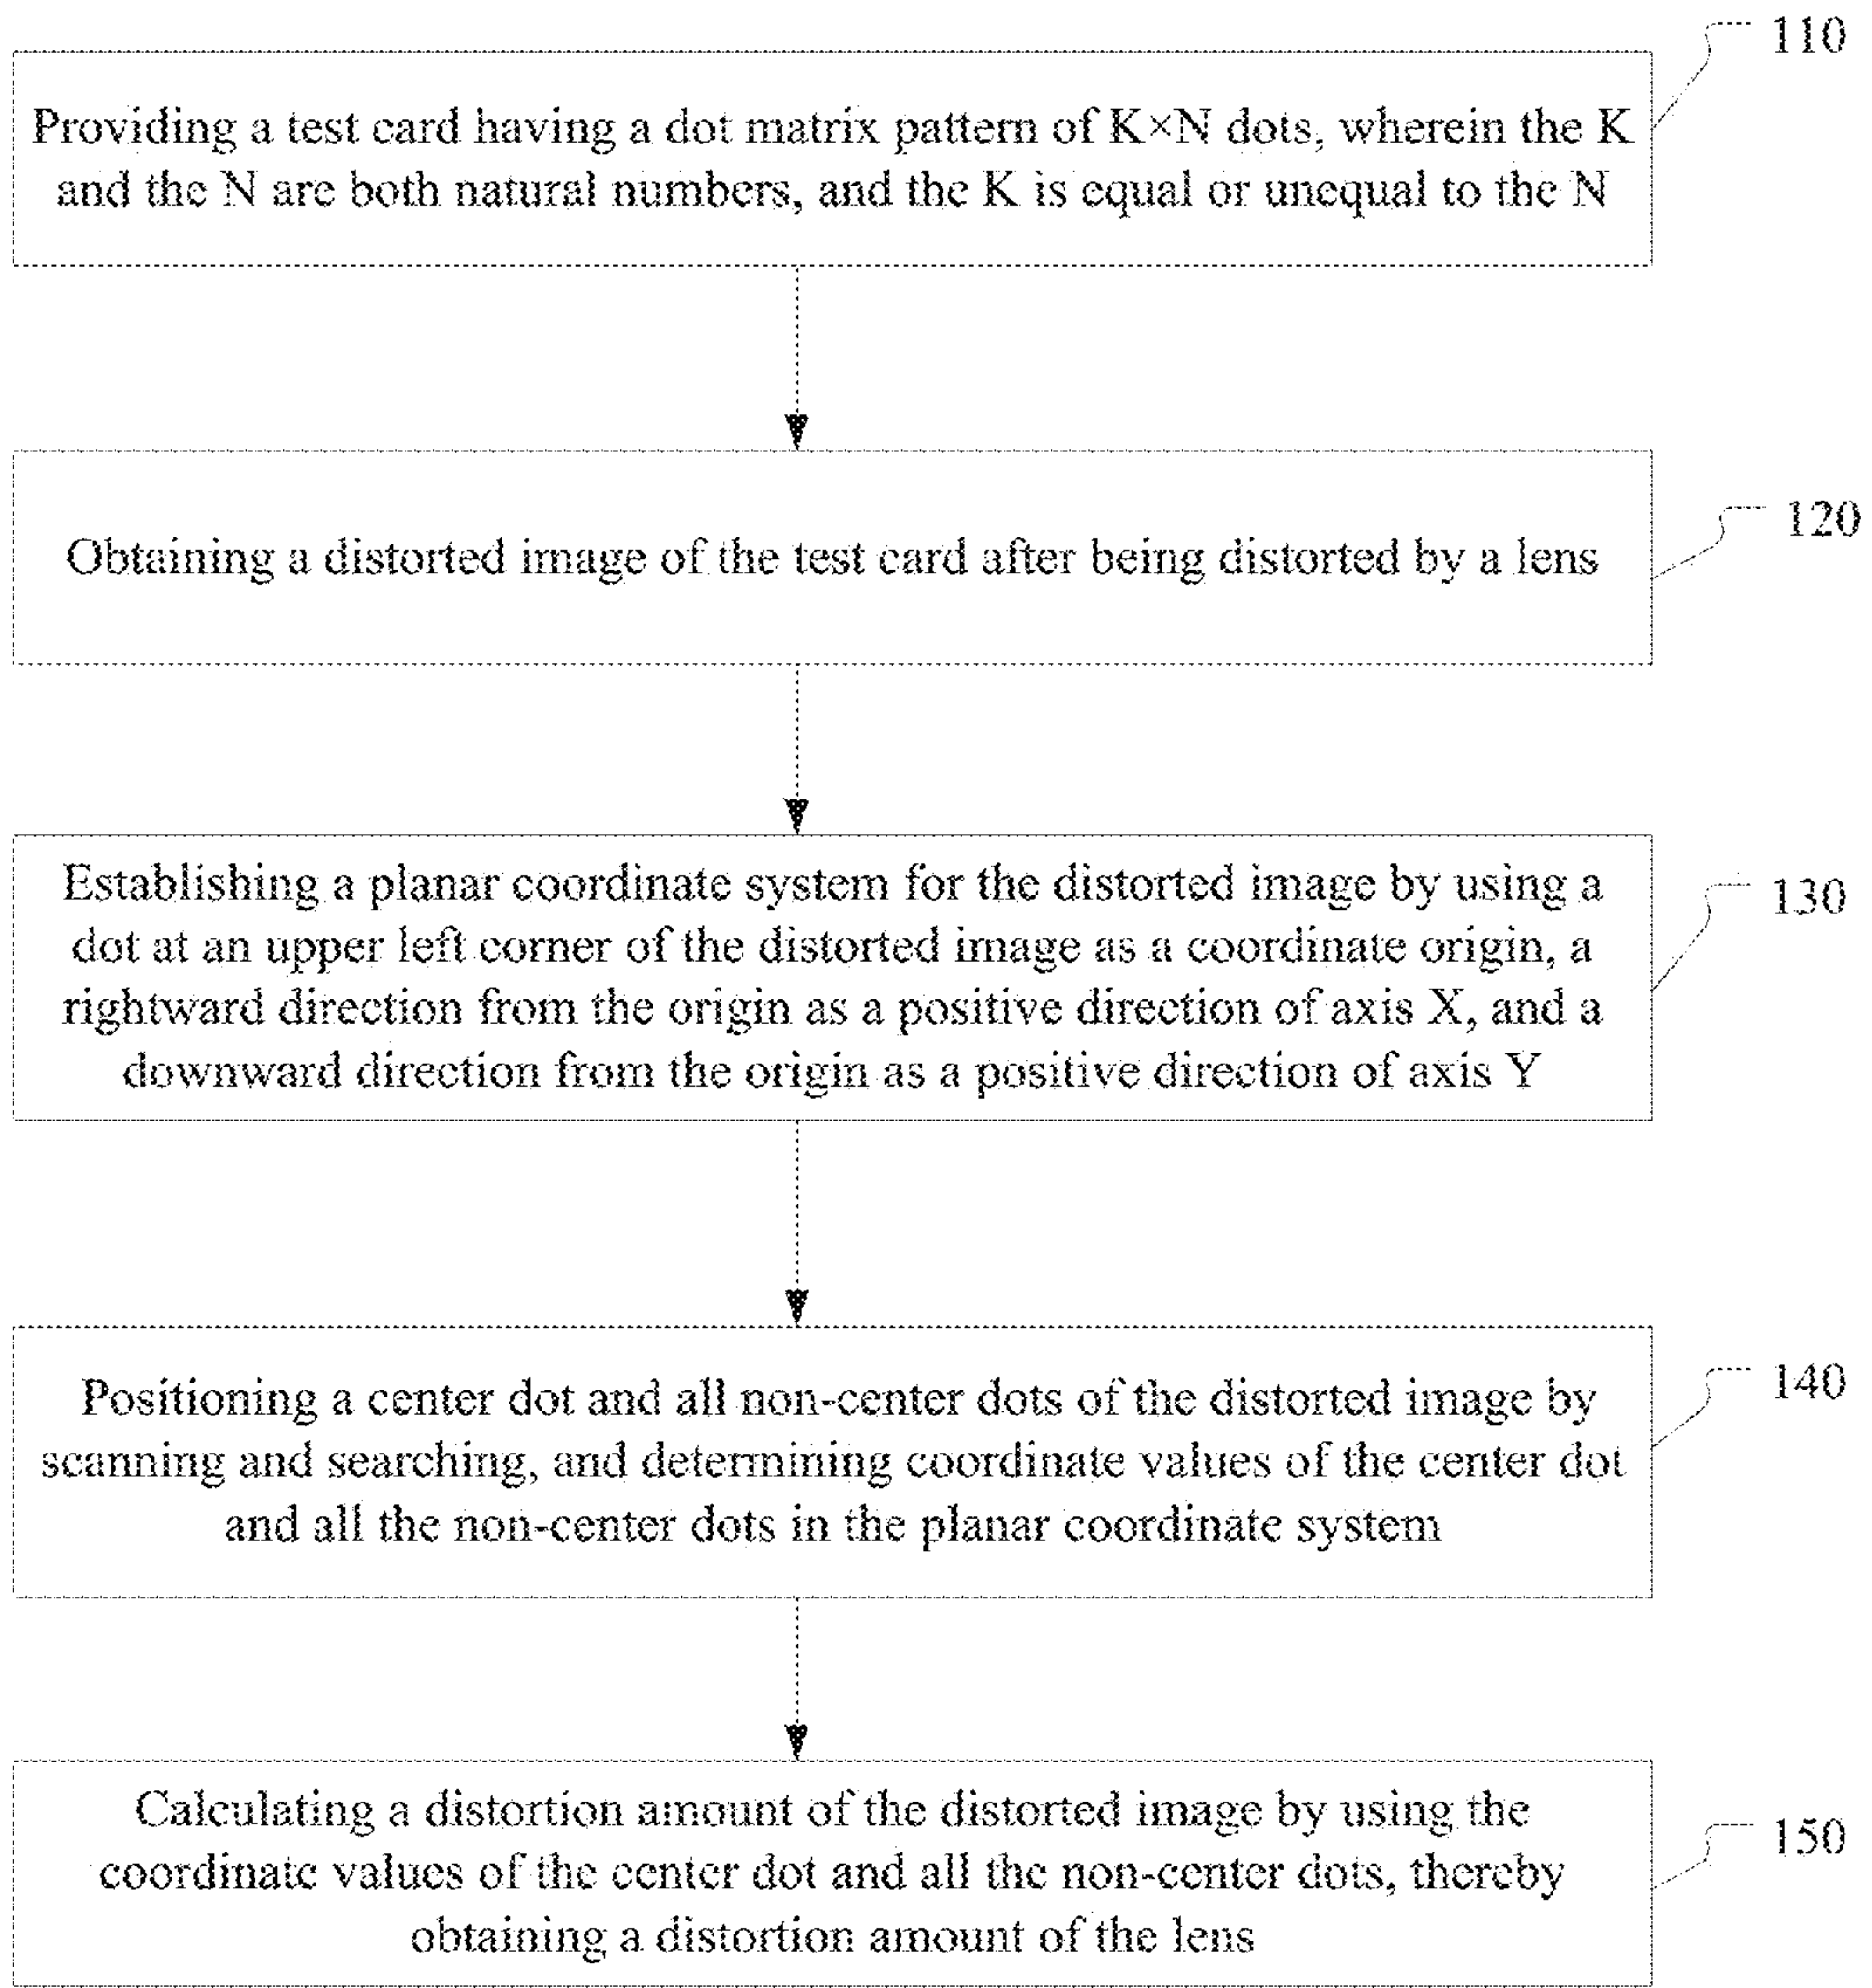 110
Providing a test card having a dot matrix pattern of K×N dots, wherein the K
and the N are both natural numbers, and the K is equal or unequal to the N
120
Obtaining a distorted image of the test card after being distorted by a lens
130
Establishing a planar coordinate system for the distorted image by using a
dot at an upper left corner of the distorted image as a coordinate origin, a
rightward direction from the origin as a positive direction of axis X, and a
downward direction from the origin as a positive direction of axis Y
140
Positioning a center dot and all non-center dots of the distorted image by
scanning and searching, and determining coordinate values of the center dot
and all the non-center dots in the planar coordinate system
150
Calculating a distortion amount of the distorted image by using the
coordinate values of the center dot and all the non-center dots, thereby
obtaining a distortion amount of the lens